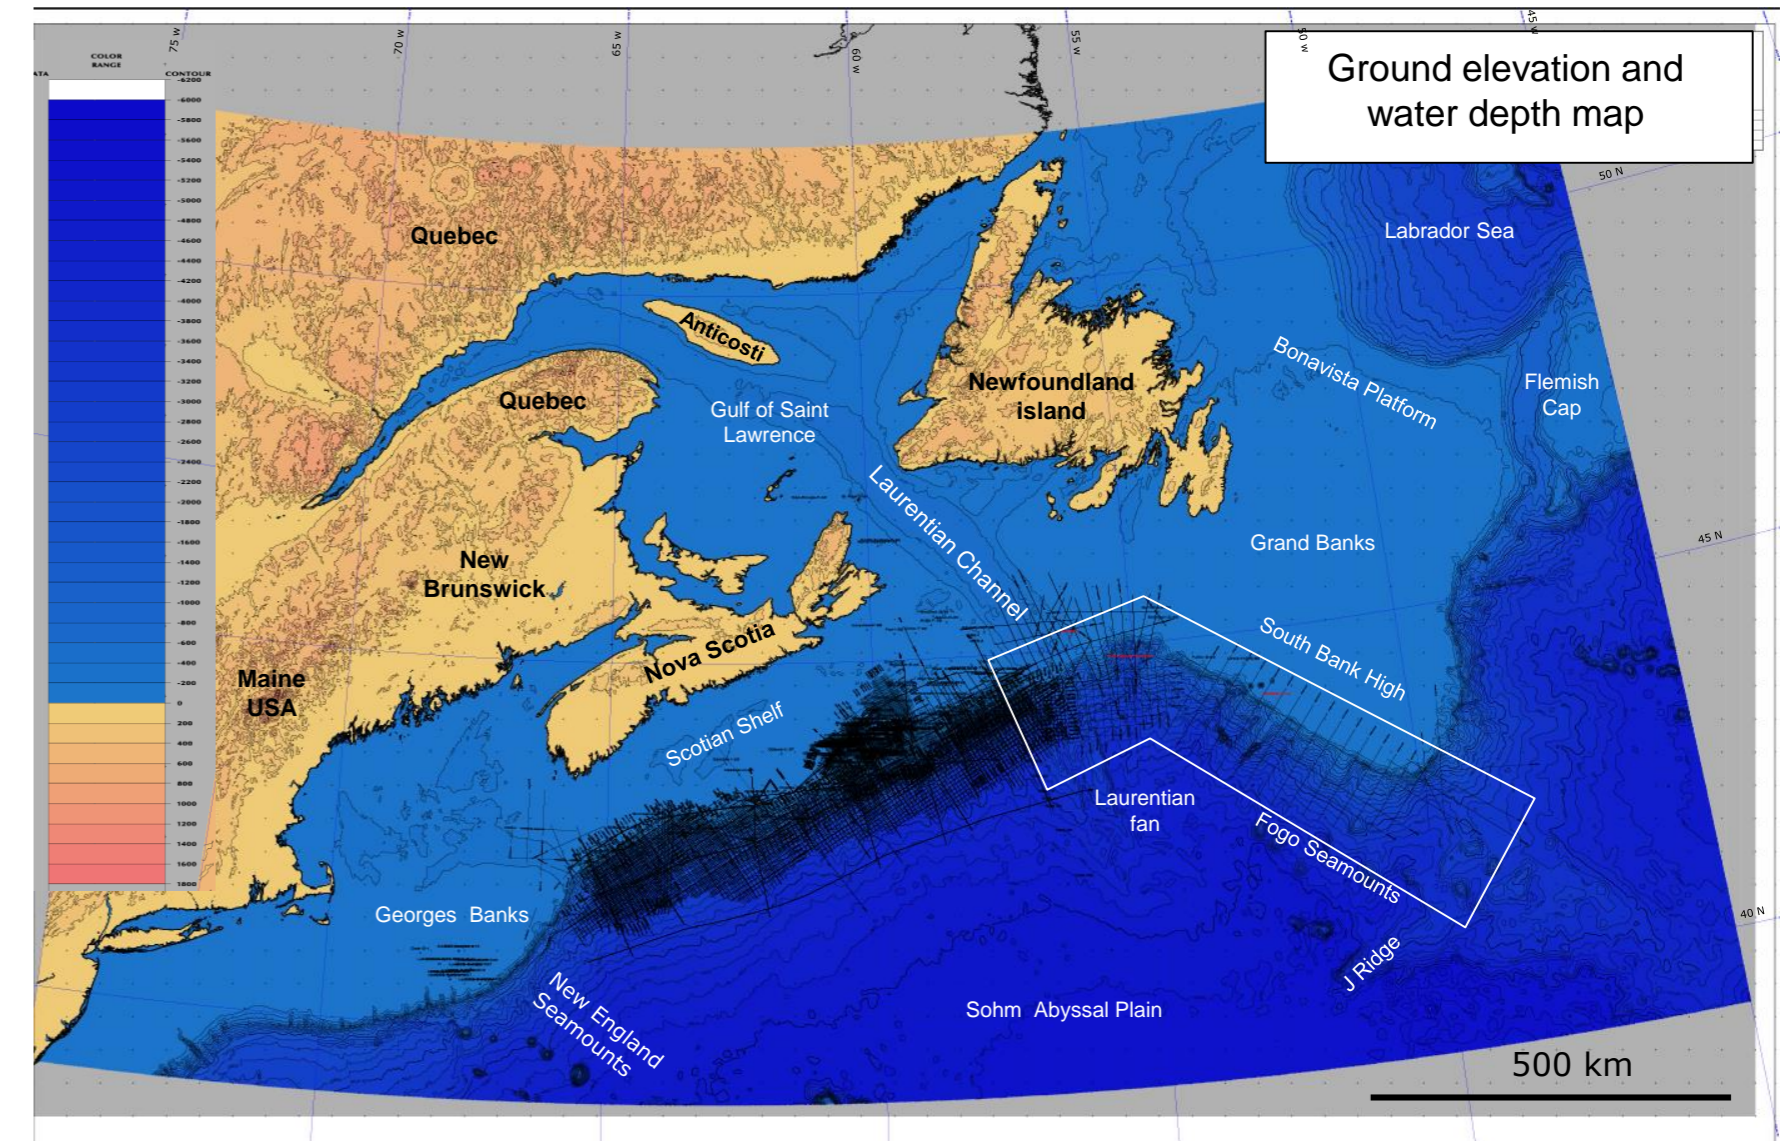 75 W
70 W
65 W
60 W
55 W
50 W
45 W
Ground elevation and
water depth map
COLOR
RANGE
ATA
CONTOUR
-6200
-6000
-5800
-5600
-5400
-5200
-5000
-4800
-4600
-4400
-4200
-4000
-3800
-3600
-3400
-3200
-3000
-2800
-2600
-2400
-2200
-2000
-1800
-1600
-1400
-1200
-1000
-800
-600
-400
-200
0
200
400
600
800
1000
1200
1400
1600
1800
50 N
Labrador Sea
Quebec
Anticosti
Bonavista Platform
Flemish
Cap
Newfoundland
island
Quebec
Gulf of Saint
Lawrence
Laurentian Channel
Grand Banks
45 N
New
Brunswick
Nova Scotia
South Bank High
Maine
USA
Scotian Shelf
Laurentian
fan
Fogo Seamounts
Georges Banks
40 N
J Ridge
New England
Seamounts
Sohm Abyssal Plain
500 km